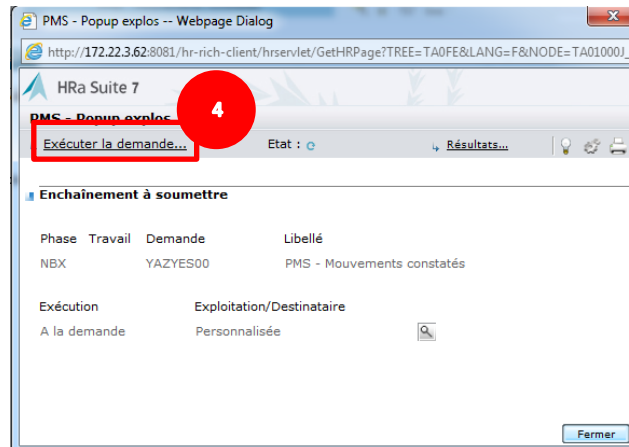 PMS - Popup explos -- Webpage Dialog
http://172.22.3.62:8081/hr-rich-client/hrservlet/GetHRPage?TREE=TA0FE&LANG=F&NODE=TA01000J_
HRa Suite 7
4
PMS - Popup explos
Exécuter la demande... Etat : Résultats...
Enchaînement à soumettre
Phase Travail Demande Libellé
NBX YAZYES00 PMS - Mouvements constatés
Exécution Exploitation/Destinataire
A la demande Personnalisée
Fermer